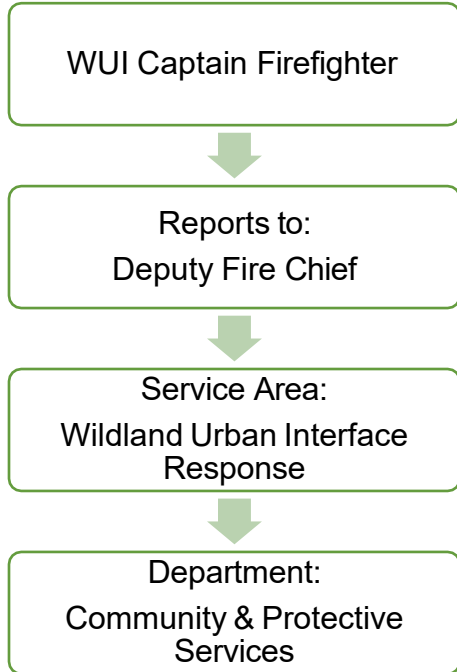 WUI Captain Firefighter
Reports to:
Deputy Fire Chief
Service Area:
Wildland Urban Interface
Response
Department:
Community & Protective
Services